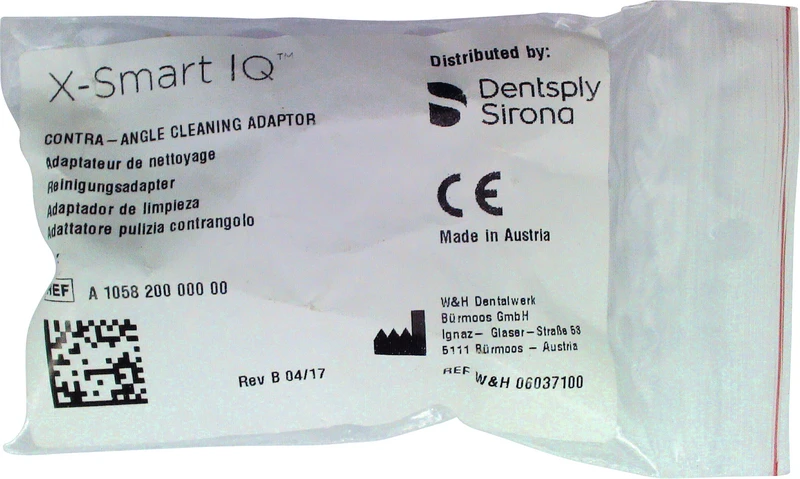 X-Smart IQ™
CONTRA-ANGLE CLEANING ADAPTOR
Adaptateur de nettoyage
Reinigungsadapter
Adaptador de limpieza
Adattatore pulizia contrangolo
REF A 1058 200 000 00
Rev B 04/17
Distributed by:
Dentsply
Sirona
CE
Made in Austria
W&H Dentalwerk
Bürmoos GmbH
Ignaz- Glaser-Straße 53
5111 Bürmoos - Austria
REF W&H 06037100